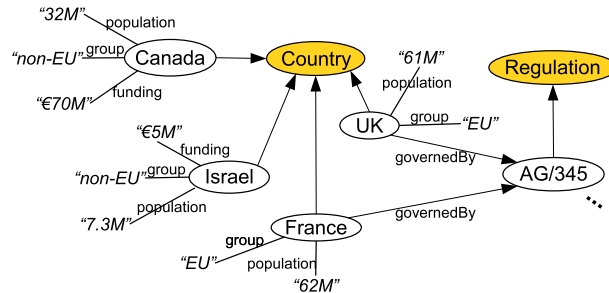 “32M”
population
“non-EU”
group
Canada
“€70M”
funding
Country
“61M”
population
UK
group
“EU”
Regulation
governedBy
AG/345
“€5M”
funding
“non-EU”
group
Israel
“7.3M”
population
France
governedBy
group
“EU”
population
“62M”